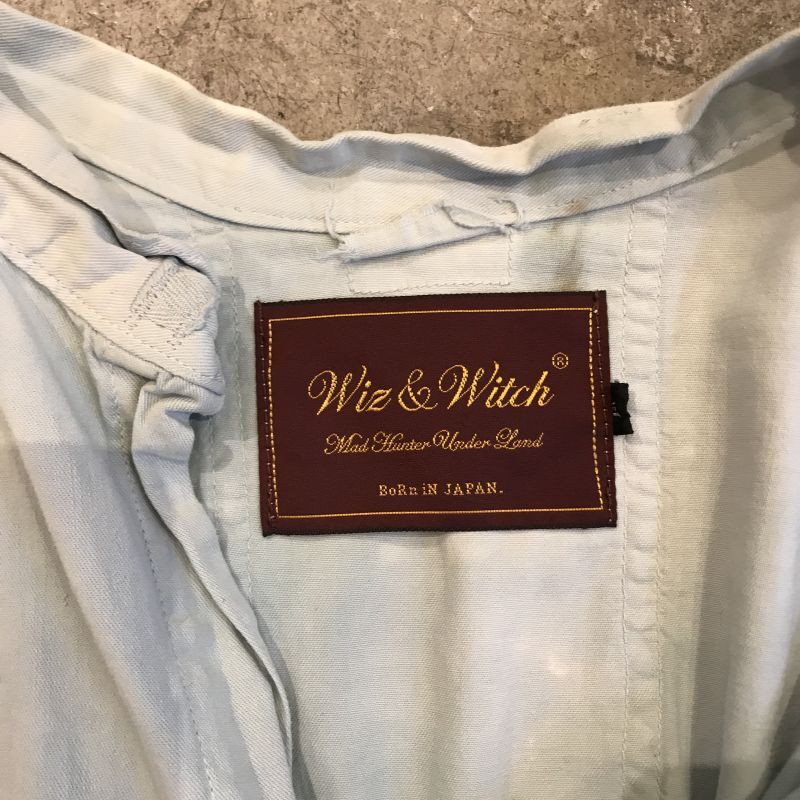 Wiz & Witch®
Mad Hunter Under Land
BoRn iN JAPAN.